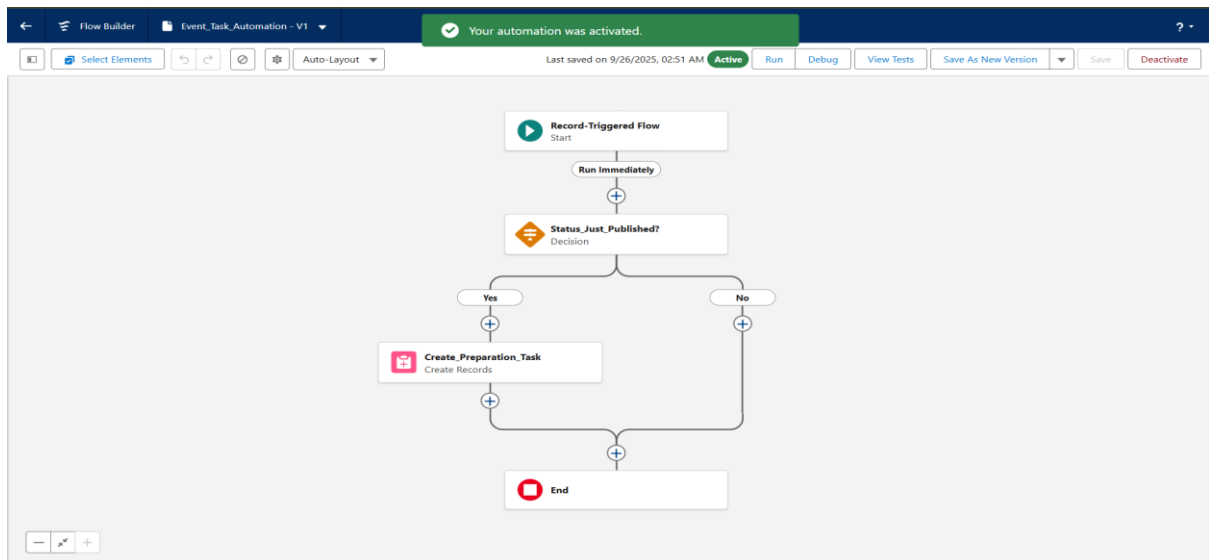 Flow Builder
Event_Task_Automation - V1
Your automation was activated.
?
Select Elements
Auto-Layout
Last saved on 9/26/2025, 02:51 AM
Active
Run
Debug
View Tests
Save As New Version
Save
Deactivate
Record-Triggered Flow
Start
Run Immediately
Status_Just_Published?
Decision
Yes
No
Create_Preparation_Task
Create Records
End